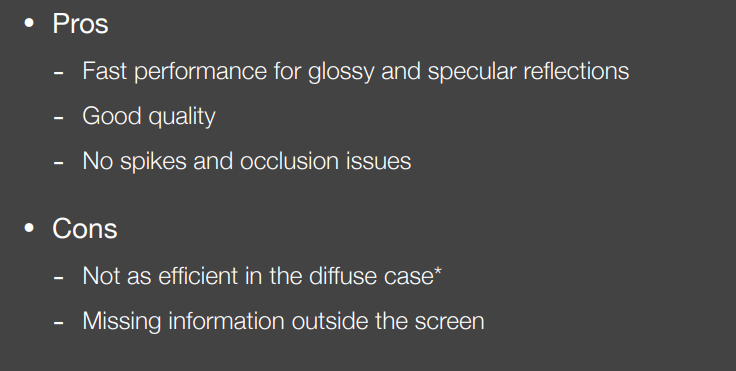 • Pros
- Fast performance for glossy and specular reflections
- Good quality
- No spikes and occlusion issues
• Cons
- Not as efficient in the diffuse case*
- Missing information outside the screen